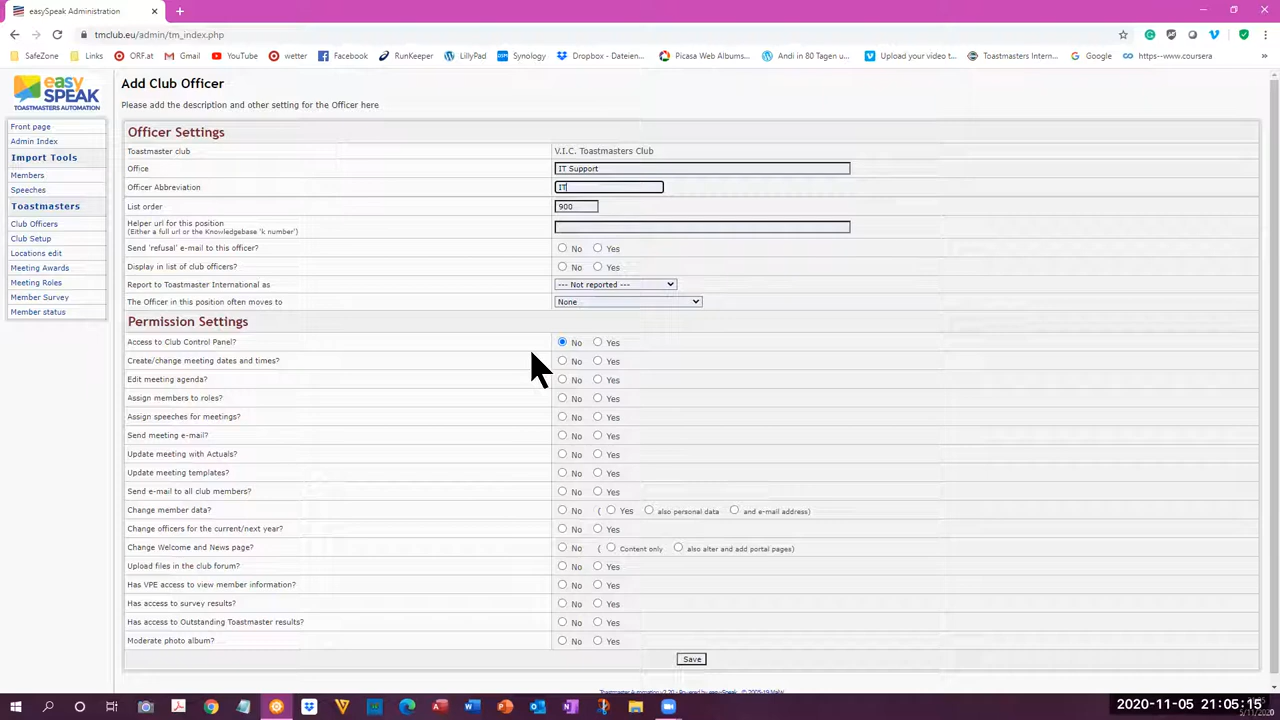 easySpeak Administration
tmclub.eu/admin/tm_index.php
SafeZone Links ORF.at Gmail YouTube wetter Facebook RunKeeper LillyPad Synology Dropbox - Dateien... Picasa Web Albums... Andi in 80 Tagen u... Upload your video t... Toastmasters Intern... Google https--www.coursera
easy
SPEAK
TOASTMASTERS AUTOMATION
Front page
Admin Index
Import Tools
Members
Speeches
Toastmasters
Club Officers
Club Setup
Locations edit
Meeting Awards
Meeting Roles
Member Survey
Member status
Add Club Officer
Please add the description and other setting for the Officer here
Officer Settings
Toastmaster club V.I.C. Toastmasters Club
Office IT Support
Officer Abbreviation IT
List order 900
Helper url for this position
(Either a full url or the Knowledgebase 'k number')
Send 'refusal' e-mail to this officer? No Yes
Display in list of club officers? No Yes
Report to Toastmaster International as --- Not reported ---
The Officer in this position often moves to None
Permission Settings
Access to Club Control Panel? No Yes
Create/change meeting dates and times? No Yes
Edit meeting agenda? No Yes
Assign members to roles? No Yes
Assign speeches for meetings? No Yes
Send meeting e-mail? No Yes
Update meeting with Actuals? No Yes
Update meeting templates? No Yes
Send e-mail to all club members? No Yes
Change member data? No ( Yes also personal data and e-mail address)
Change officers for the current/next year? No Yes
Change Welcome and News page? No ( Content only also alter and add portal pages)
Upload files in the club forum? No Yes
Has VPE access to view member information? No Yes
Has access to survey results? No Yes
Has access to Outstanding Toastmaster results? No Yes
Moderate photo album? No Yes
Save
2020-11-05 21:05:15